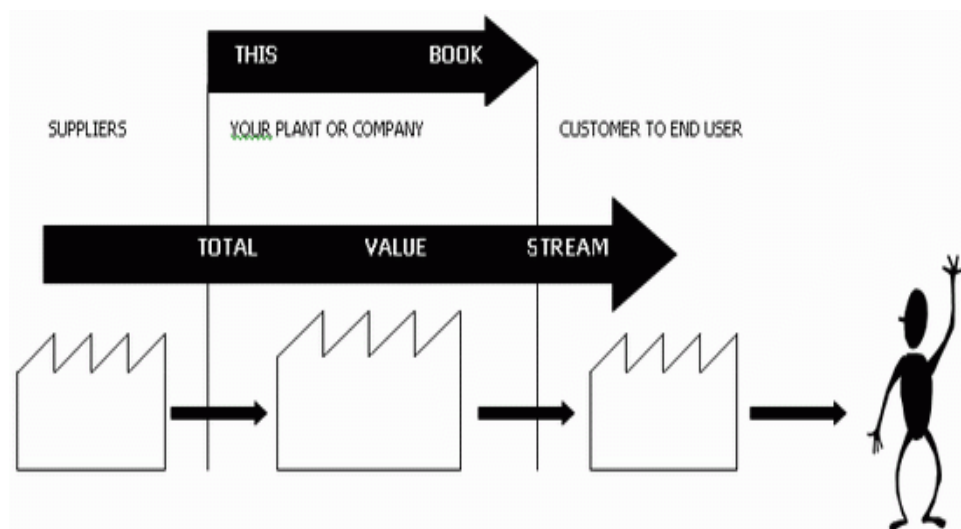 THIS BOOK
SUPPLIERS
YOUR PLANT OR COMPANY
CUSTOMER TO END USER
TOTAL VALUE STREAM